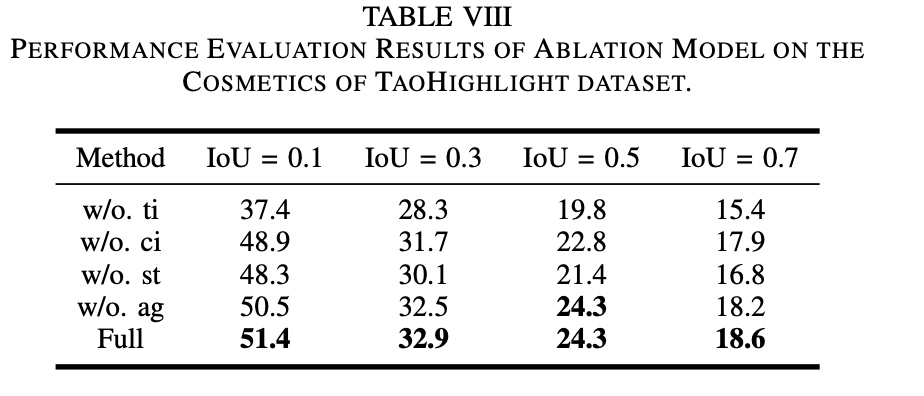 TABLE VIII
PERFORMANCE EVALUATION RESULTS OF ABLATION MODEL ON THE
COSMETICS OF TAOHIGHLIGHT DATASET.
Method IoU = 0.1 IoU = 0.3 IoU = 0.5 IoU = 0.7
w/o. ti 37.4 28.3 19.8 15.4
w/o. ci 48.9 31.7 22.8 17.9
w/o. st 48.3 30.1 21.4 16.8
w/o. ag 50.5 32.5 24.3 18.2
Full 51.4 32.9 24.3 18.6